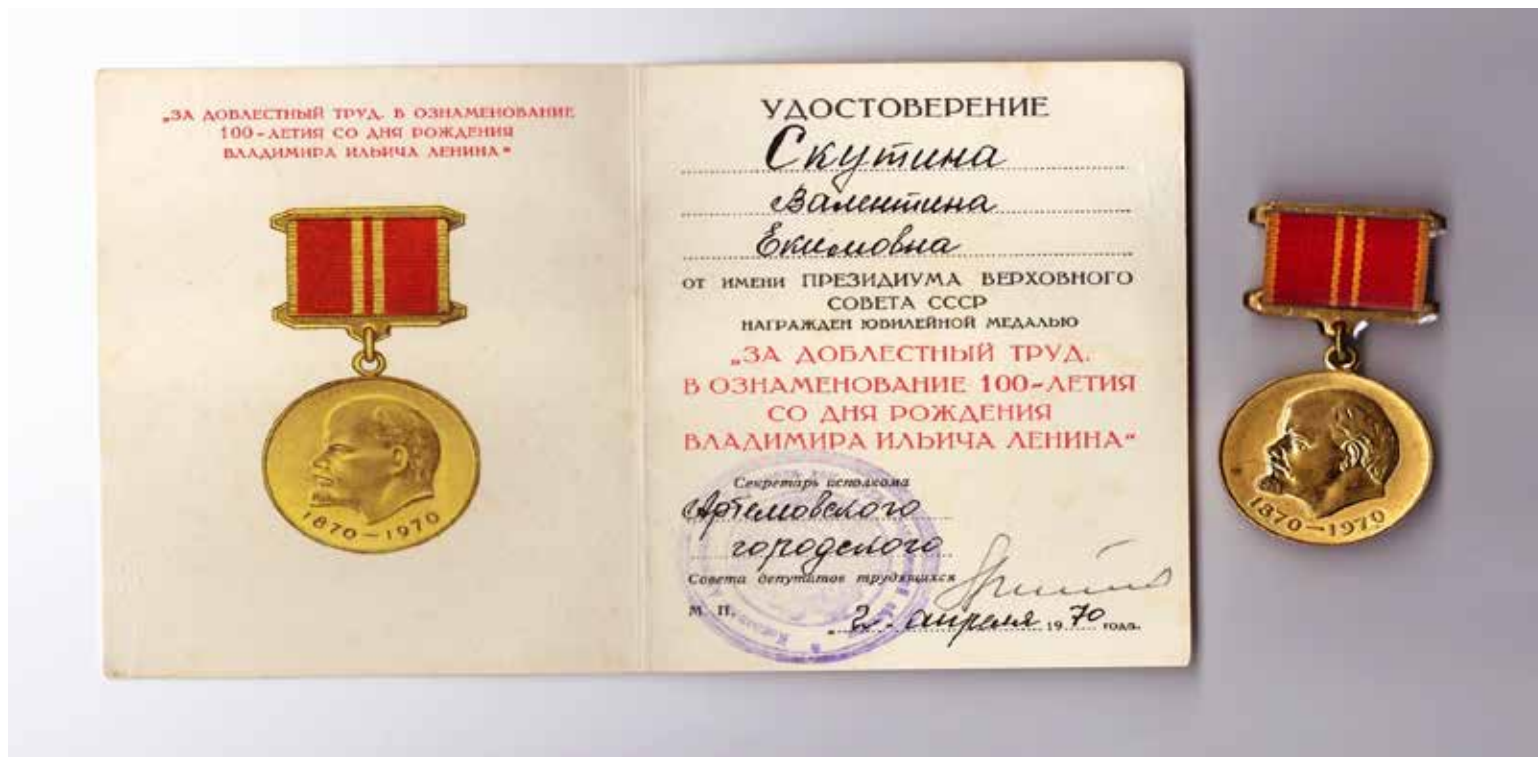 „ЗА ДОБЛЕСТНЫЙ ТРУД. В ОЗНАМЕНОВАНИЕ
100-ЛЕТИЯ СО ДНЯ РОЖДЕНИЯ
ВЛАДИМИРА ИЛЬИЧА ЛЕНИНА“
1870–1970
УДОСТОВЕРЕНИЕ
Скутина
Валентина
Екимовна
ОТ ИМЕНИ ПРЕЗИДИУМА ВЕРХОВНОГО
СОВЕТА СССР
НАГРАЖДЕН ЮБИЛЕЙНОЙ МЕДАЛЬЮ
„ЗА ДОБЛЕСТНЫЙ ТРУД.
В ОЗНАМЕНОВАНИЕ 100-ЛЕТИЯ
СО ДНЯ РОЖДЕНИЯ
ВЛАДИМИРА ИЛЬИЧА ЛЕНИНА“
Секретарь исполкома
Артемовского
городского
Совета депутатов трудящихся
М. П.
„2“ апреля 1970 года.
1870–1970